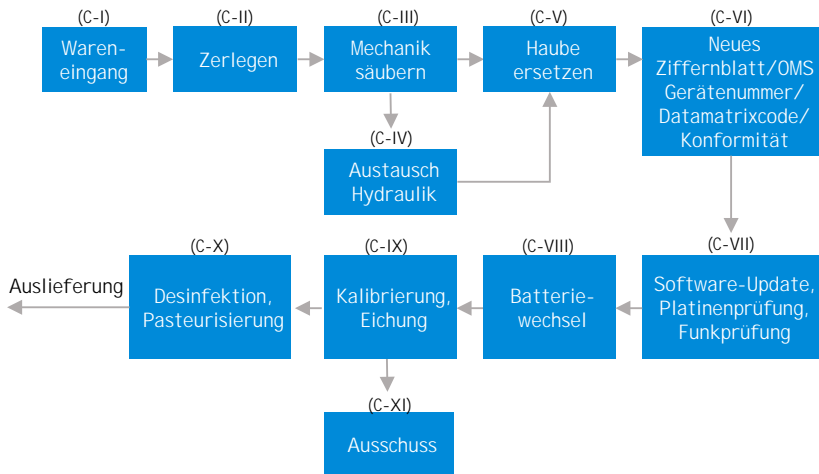 (C-I)
Waren-
eingang
(C-II)
Zerlegen
(C-III)
Mechanik
säubern
(C-V)
Haube
ersetzen
(C-VI)
Neues
Ziffernblatt/OMS
Gerätenummer/
Datamatrixcode/
Konformität
(C-IV)
Austausch
Hydraulik
(C-VII)
Software-Update,
Platinenprüfung,
Funkprüfung
(C-VIII)
Batterie-
wechsel
(C-IX)
Kalibrierung,
Eichung
(C-X)
Desinfektion,
Pasteurisierung
Auslieferung
(C-XI)
Ausschuss